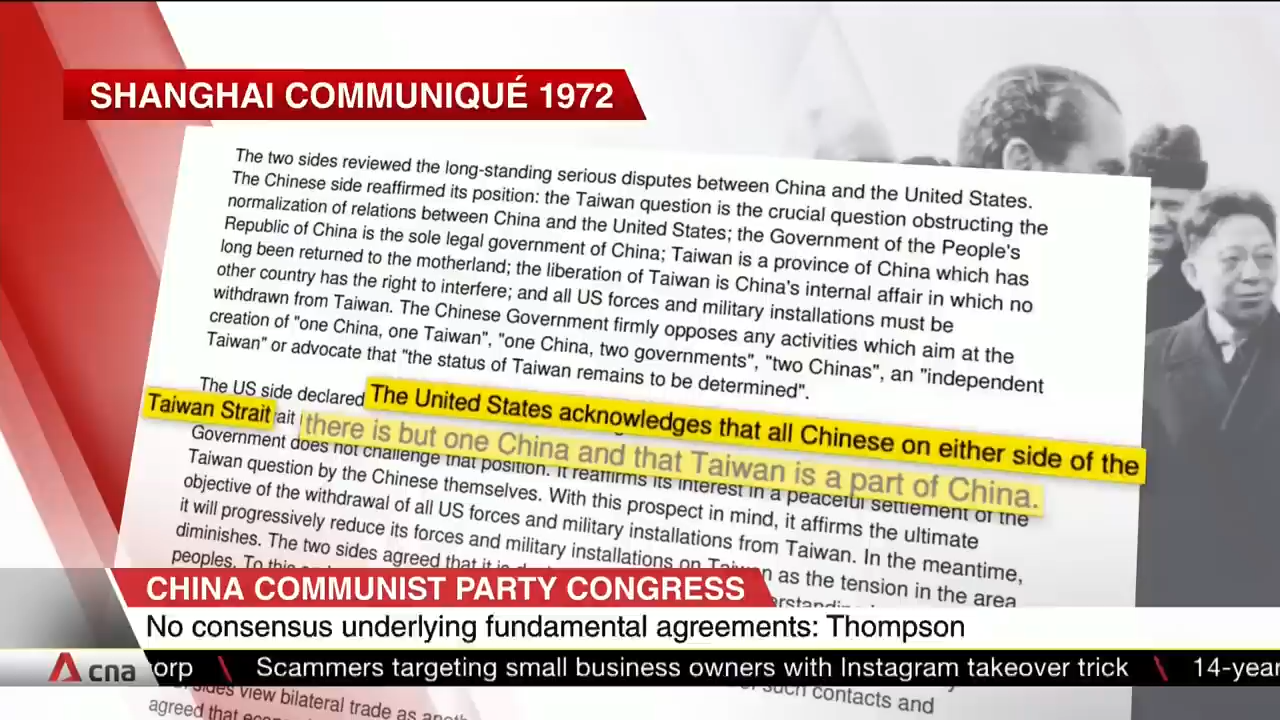 SHANGHAI COMMUNIQUÉ 1972
The two sides reviewed the long-standing serious disputes between China and the United States.
The Chinese side reaffirmed its position: the Taiwan question is the crucial question obstructing the
normalization of relations between China and the United States; the Government of the People's
Republic of China is the sole legal government of China; Taiwan is a province of China which has
long been returned to the motherland; the liberation of Taiwan is China's internal affair in which no
other country has the right to interfere; and all US forces and military installations must be
withdrawn from Taiwan. The Chinese Government firmly opposes any activities which aim at the
creation of "one China, one Taiwan", "one China, two governments", "two Chinas", an "independent
Taiwan" or advocate that "the status of Taiwan remains to be determined".
The US side declared The United States acknowledges that all Chinese on either side of the
Taiwan Strait ait there is but one China and that Taiwan is a part of China.
Government does not challenge that position. It reaffirms its interest in a peaceful settlement of the
Taiwan question by the Chinese themselves. With this prospect in mind, it affirms the ultimate
objective of the withdrawal of all US forces and military installations from Taiwan. In the meantime,
it will progressively reduce its forces and military installations on Taiwan as the tension in the area
diminishes. The two sides agreed that it is
peoples. To this
CHINA COMMUNIST PARTY CONGRESS
No consensus underlying fundamental agreements: Thompson
cna orp \ Scammers targeting small business owners with Instagram takeover trick \ 14-year
sides view bilateral trade as such contacts and
agreed that